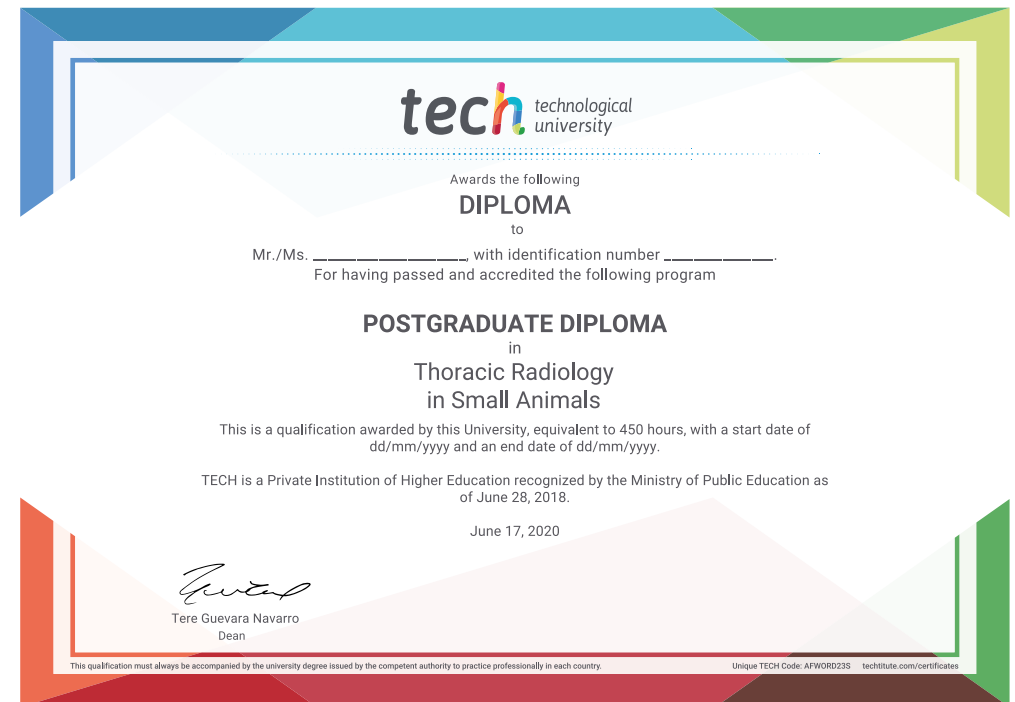 tech technological
university
Awards the following
DIPLOMA
to
Mr./Ms. ____________________, with identification number ______________.
For having passed and accredited the following program
POSTGRADUATE DIPLOMA
in
Thoracic Radiology
in Small Animals
This is a qualification awarded by this University, equivalent to 450 hours, with a start date of
dd/mm/yyyy and an end date of dd/mm/yyyy.
TECH is a Private Institution of Higher Education recognized by the Ministry of Public Education as
of June 28, 2018.
June 17, 2020
Tere Guevara Navarro
Dean
This qualification must always be accompanied by the university degree issued by the competent authority to practice professionally in each country.
Unique TECH Code: AFWORD23S techtitute.com/certificates